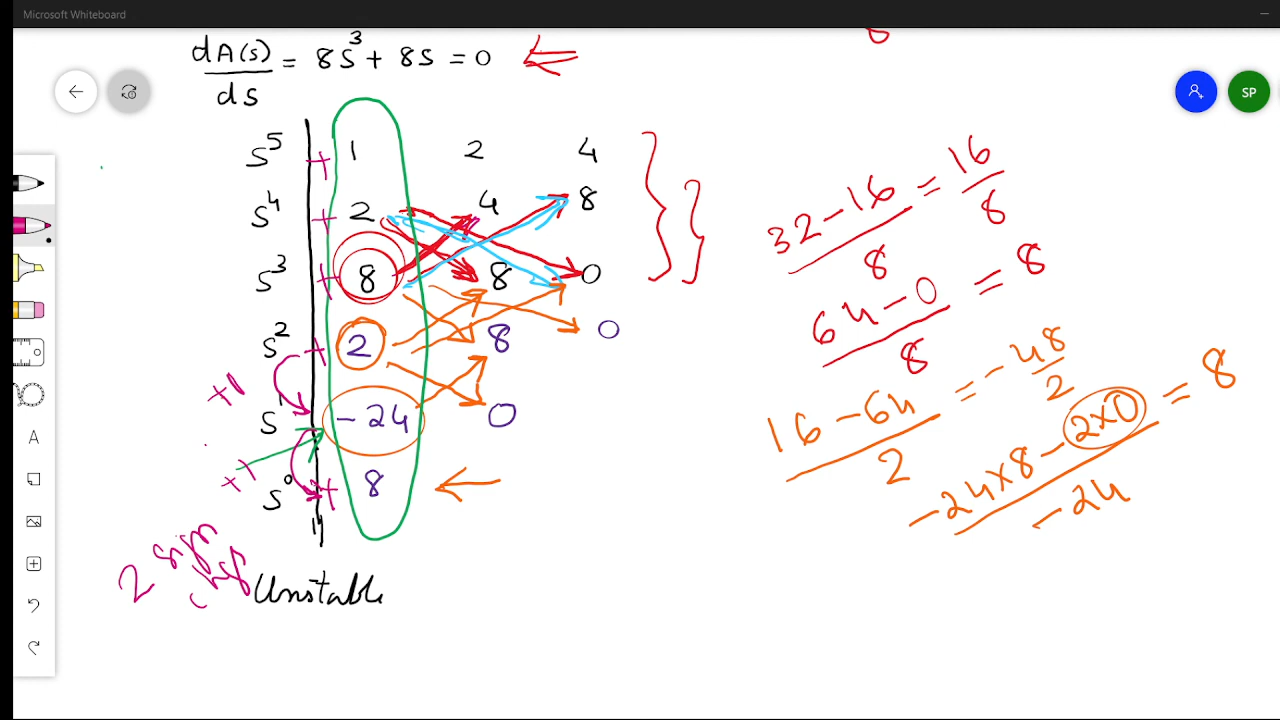 Microsoft Whiteboard
dA(s)/ds = 8s³ + 8s = 0
8
SP
s⁵ + 1 2 4
s⁴ + 2 4 8
s³ + 8 8 0
s² + 2 8 0
s¹ -24 0
s⁰ + 8
+1
+1
2 sign
Unstable
32-16/8 = 16/8
64-0/8 = 8
16-64/2 = -48/2
-24×8-2×0/-24 = 8
A